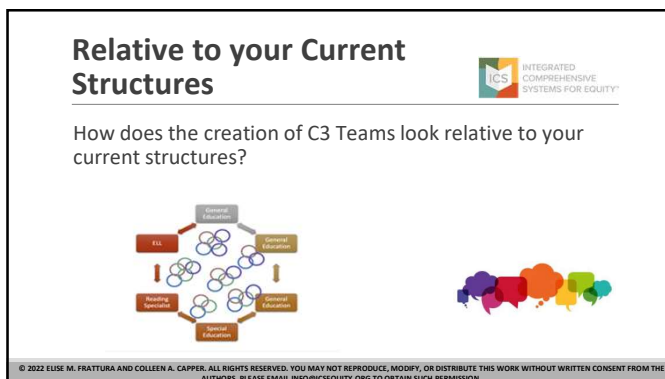 Relative to your Current
Structures
ICS
INTEGRATED
COMPREHENSIVE
SYSTEMS FOR EQUITY
How does the creation of C3 Teams look relative to your
current structures?
General
Education
ELL
General
Education
Reading
Specialist
General
Education
Special
Education
© 2022 ELISE M. FRATTURA AND COLLEEN A. CAPPER. ALL RIGHTS RESERVED. YOU MAY NOT REPRODUCE, MODIFY, OR DISTRIBUTE THIS WORK WITHOUT WRITTEN CONSENT FROM THE
AUTHORS. PLEASE EMAIL INFO@ICSEQUITY.ORG TO OBTAIN SUCH PERMISSION